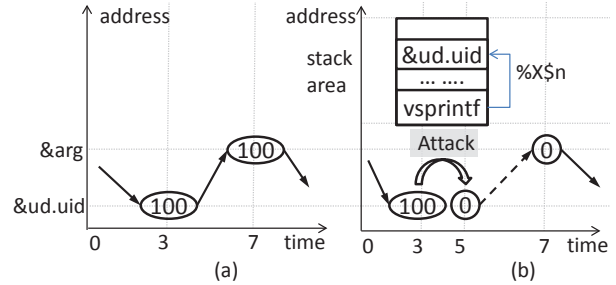 address
&arg
&ud.uid
100
100
0
3
7
time
(a)
address
stack
area
&ud.uid
... ....
vsprintf
%X$n
Attack
100
0
0
0
3
5
7
time
(b)